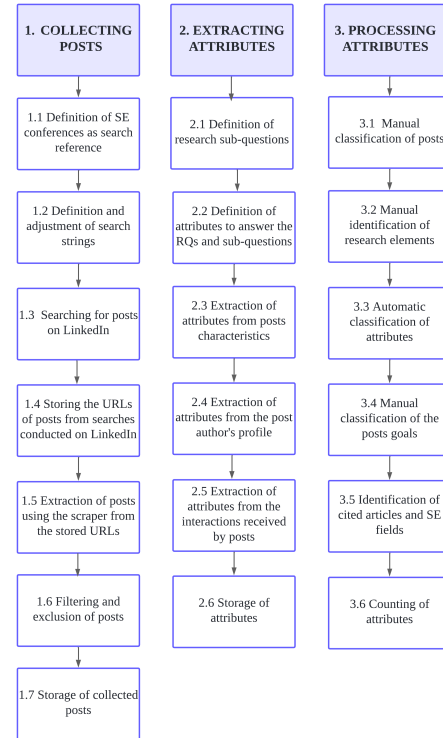 1. COLLECTING
POSTS
1.1 Definition of SE
conferences as search
reference
1.2 Definition and
adjustment of search
strings
1.3 Searching for posts
on LinkedIn
1.4 Storing the URLs
of posts from searches
conducted on LinkedIn
1.5 Extraction of posts
using the scraper from
the stored URLs
1.6 Filtering and
exclusion of posts
1.7 Storage of collected
posts
2. EXTRACTING
ATTRIBUTES
2.1 Definition of
research sub-questions
2.2 Definition of
attributes to answer the
RQs and sub-questions
2.3 Extraction of
attributes from posts
characteristics
2.4 Extraction of
attributes from the post
author's profile
2.5 Extraction of
attributes from the
interactions received
by posts
2.6 Storage of
attributes
3. PROCESSING
ATTRIBUTES
3.1 Manual
classification of posts
3.2 Manual
identification of
research elements
3.3 Automatic
classification of
attributes
3.4 Manual
classification of the
posts goals
3.5 Identification of
cited articles and SE
fields
3.6 Counting of
attributes